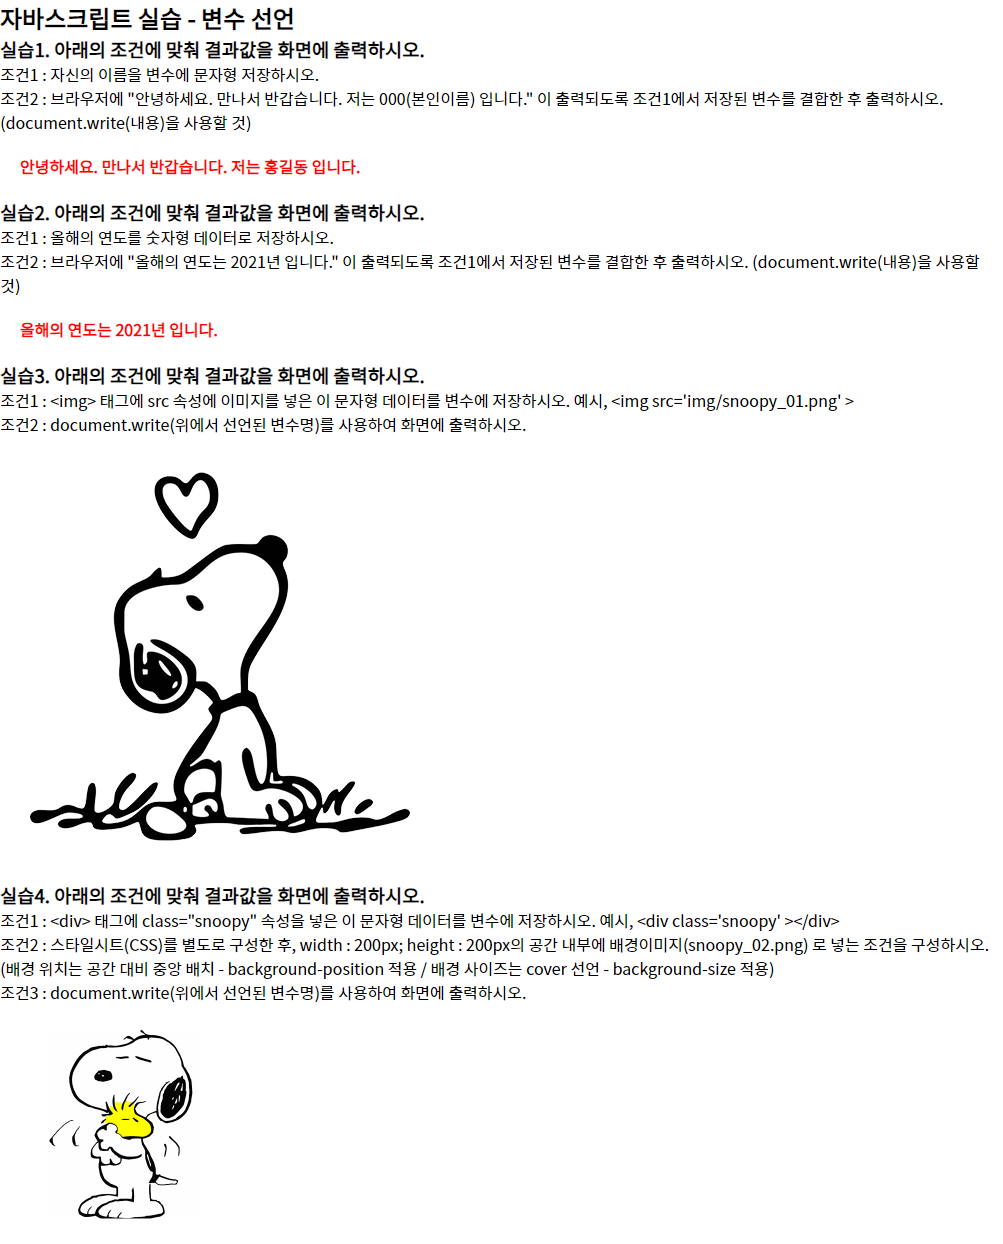 자바스크립트 실습 - 변수 선언
실습1. 아래의 조건에 맞춰 결과값을 화면에 출력하시오.
조건1 : 자신의 이름을 변수에 문자형 저장하시오.
조건2 : 브라우저에 "안녕하세요. 만나서 반갑습니다. 저는 000(본인이름) 입니다." 이 출력되도록 조건1에서 저장된 변수를 결합한 후 출력하시오.
(document.write(내용)을 사용할 것)
안녕하세요. 만나서 반갑습니다. 저는 홍길동 입니다.
실습2. 아래의 조건에 맞춰 결과값을 화면에 출력하시오.
조건1 : 올해의 연도를 숫자형 데이터로 저장하시오.
조건2 : 브라우저에 "올해의 연도는 2021년 입니다." 이 출력되도록 조건1에서 저장된 변수를 결합한 후 출력하시오. (document.write(내용)을 사용할
것)
올해의 연도는 2021년 입니다.
실습3. 아래의 조건에 맞춰 결과값을 화면에 출력하시오.
조건1 : <img> 태그에 src 속성에 이미지를 넣은 이 문자형 데이터를 변수에 저장하시오. 예시, <img src='img/snoopy_01.png' >
조건2 : document.write(위에서 선언된 변수명)를 사용하여 화면에 출력하시오.
실습4. 아래의 조건에 맞춰 결과값을 화면에 출력하시오.
조건1 : <div> 태그에 class="snoopy" 속성을 넣은 이 문자형 데이터를 변수에 저장하시오. 예시, <div class='snoopy' ></div>
조건2 : 스타일시트(CSS)를 별도로 구성한 후, width : 200px; height : 200px의 공간 내부에 배경이미지(snoopy_02.png) 로 넣는 조건을 구성하시오.
(배경 위치는 공간 대비 중앙 배치 - background-position 적용 / 배경 사이즈는 cover 선언 - background-size 적용)
조건3 : document.write(위에서 선언된 변수명)를 사용하여 화면에 출력하시오.